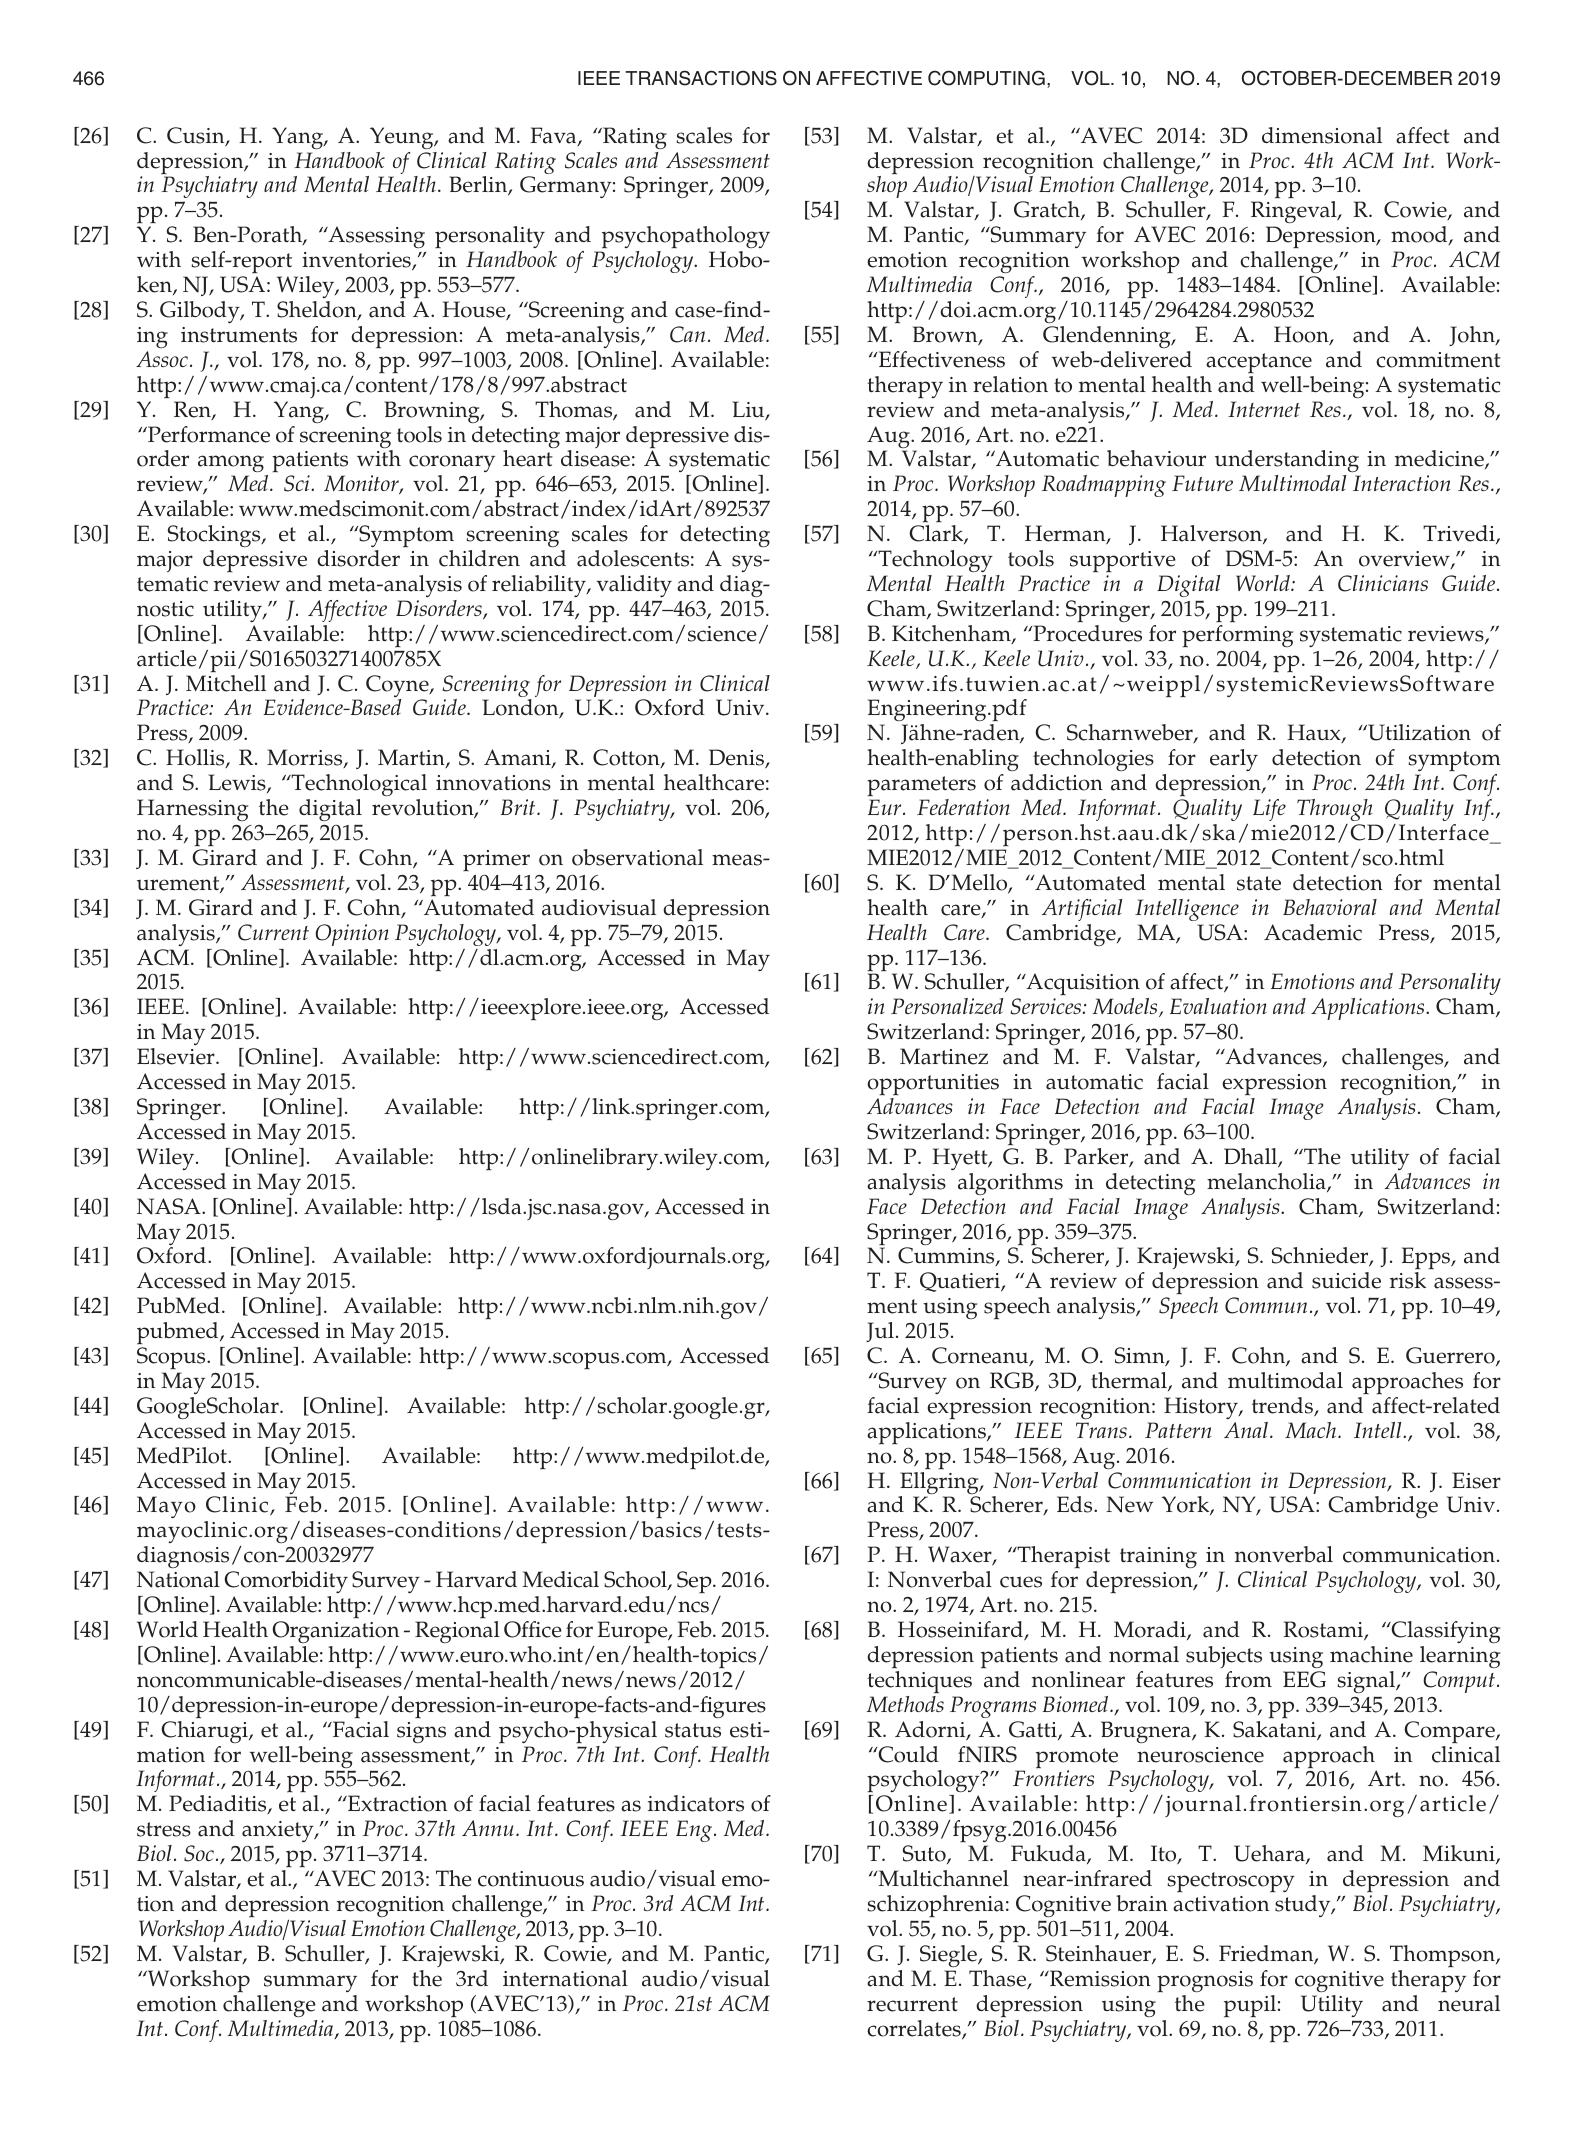 466
IEEE TRANSACTIONS ON AFFECTIVE COMPUTING, VOL. 10, NO. 4, OCTOBER-DECEMBER 2019
[26] C. Cusin, H. Yang, A. Yeung, and M. Fava, “Rating scales for
depression,” in Handbook of Clinical Rating Scales and Assessment
in Psychiatry and Mental Health. Berlin, Germany: Springer, 2009,
pp. 7–35.
[27] Y. S. Ben-Porath, “Assessing personality and psychopathology
with self-report inventories,” in Handbook of Psychology. Hobo-
ken, NJ, USA: Wiley, 2003, pp. 553–577.
[28] S. Gilbody, T. Sheldon, and A. House, “Screening and case-find-
ing instruments for depression: A meta-analysis,” Can. Med.
Assoc. J., vol. 178, no. 8, pp. 997–1003, 2008. [Online]. Available:
http://www.cmaj.ca/content/178/8/997.abstract
[29] Y. Ren, H. Yang, C. Browning, S. Thomas, and M. Liu,
“Performance of screening tools in detecting major depressive dis-
order among patients with coronary heart disease: A systematic
review,” Med. Sci. Monitor, vol. 21, pp. 646–653, 2015. [Online].
Available: www.medscimonit.com/abstract/index/idArt/892537
[30] E. Stockings, et al., “Symptom screening scales for detecting
major depressive disorder in children and adolescents: A sys-
tematic review and meta-analysis of reliability, validity and diag-
nostic utility,” J. Affective Disorders, vol. 174, pp. 447–463, 2015.
[Online]. Available: http://www.sciencedirect.com/science/
article/pii/S016503271400785X
[31] A. J. Mitchell and J. C. Coyne, Screening for Depression in Clinical
Practice: An Evidence-Based Guide. London, U.K.: Oxford Univ.
Press, 2009.
[32] C. Hollis, R. Morriss, J. Martin, S. Amani, R. Cotton, M. Denis,
and S. Lewis, “Technological innovations in mental healthcare:
Harnessing the digital revolution,” Brit. J. Psychiatry, vol. 206,
no. 4, pp. 263–265, 2015.
[33] J. M. Girard and J. F. Cohn, “A primer on observational meas-
urement,” Assessment, vol. 23, pp. 404–413, 2016.
[34] J. M. Girard and J. F. Cohn, “Automated audiovisual depression
analysis,” Current Opinion Psychology, vol. 4, pp. 75–79, 2015.
[35] ACM. [Online]. Available: http://dl.acm.org, Accessed in May
2015.
[36] IEEE. [Online]. Available: http://ieeexplore.ieee.org, Accessed
in May 2015.
[37] Elsevier. [Online]. Available: http://www.sciencedirect.com,
Accessed in May 2015.
[38] Springer. [Online]. Available: http://link.springer.com,
Accessed in May 2015.
[39] Wiley. [Online]. Available: http://onlinelibrary.wiley.com,
Accessed in May 2015.
[40] NASA. [Online]. Available: http://lsda.jsc.nasa.gov, Accessed in
May 2015.
[41] Oxford. [Online]. Available: http://www.oxfordjournals.org,
Accessed in May 2015.
[42] PubMed. [Online]. Available: http://www.ncbi.nlm.nih.gov/
pubmed, Accessed in May 2015.
[43] Scopus. [Online]. Available: http://www.scopus.com, Accessed
in May 2015.
[44] GoogleScholar. [Online]. Available: http://scholar.google.gr,
Accessed in May 2015.
[45] MedPilot. [Online]. Available: http://www.medpilot.de,
Accessed in May 2015.
[46] Mayo Clinic, Feb. 2015. [Online]. Available: http://www.
mayoclinic.org/diseases-conditions/depression/basics/tests-
diagnosis/con-20032977
[47] National Comorbidity Survey - Harvard Medical School, Sep. 2016.
[Online]. Available: http://www.hcp.med.harvard.edu/ncs/
[48] World Health Organization - Regional Office for Europe, Feb. 2015.
[Online]. Available: http://www.euro.who.int/en/health-topics/
noncommunicable-diseases/mental-health/news/news/2012/
10/depression-in-europe/depression-in-europe-facts-and-figures
[49] F. Chiarugi, et al., “Facial signs and psycho-physical status esti-
mation for well-being assessment,” in Proc. 7th Int. Conf. Health
Informat., 2014, pp. 555–562.
[50] M. Pediaditis, et al., “Extraction of facial features as indicators of
stress and anxiety,” in Proc. 37th Annu. Int. Conf. IEEE Eng. Med.
Biol. Soc., 2015, pp. 3711–3714.
[51] M. Valstar, et al., “AVEC 2013: The continuous audio/visual emo-
tion and depression recognition challenge,” in Proc. 3rd ACM Int.
Workshop Audio/Visual Emotion Challenge, 2013, pp. 3–10.
[52] M. Valstar, B. Schuller, J. Krajewski, R. Cowie, and M. Pantic,
“Workshop summary for the 3rd international audio/visual
emotion challenge and workshop (AVEC’13),” in Proc. 21st ACM
Int. Conf. Multimedia, 2013, pp. 1085–1086.
[53] M. Valstar, et al., “AVEC 2014: 3D dimensional affect and
depression recognition challenge,” in Proc. 4th ACM Int. Work-
shop Audio/Visual Emotion Challenge, 2014, pp. 3–10.
[54] M. Valstar, J. Gratch, B. Schuller, F. Ringeval, R. Cowie, and
M. Pantic, “Summary for AVEC 2016: Depression, mood, and
emotion recognition workshop and challenge,” in Proc. ACM
Multimedia Conf., 2016, pp. 1483–1484. [Online]. Available:
http://doi.acm.org/10.1145/2964284.2980532
[55] M. Brown, A. Glendenning, E. A. Hoon, and A. John,
“Effectiveness of web-delivered acceptance and commitment
therapy in relation to mental health and well-being: A systematic
review and meta-analysis,” J. Med. Internet Res., vol. 18, no. 8,
Aug. 2016, Art. no. e221.
[56] M. Valstar, “Automatic behaviour understanding in medicine,”
in Proc. Workshop Roadmapping Future Multimodal Interaction Res.,
2014, pp. 57–60.
[57] N. Clark, T. Herman, J. Halverson, and H. K. Trivedi,
“Technology tools supportive of DSM-5: An overview,” in
Mental Health Practice in a Digital World: A Clinicians Guide.
Cham, Switzerland: Springer, 2015, pp. 199–211.
[58] B. Kitchenham, “Procedures for performing systematic reviews,”
Keele, U.K., Keele Univ., vol. 33, no. 2004, pp. 1–26, 2004, http://
www.ifs.tuwien.ac.at/~weippl/systemicReviewsSoftware
Engineering.pdf
[59] N. Jähne-raden, C. Scharnweber, and R. Haux, “Utilization of
health-enabling technologies for early detection of symptom
parameters of addiction and depression,” in Proc. 24th Int. Conf.
Eur. Federation Med. Informat. Quality Life Through Quality Inf.,
2012, http://person.hst.aau.dk/ska/mie2012/CD/Interface_
MIE2012/MIE_2012_Content/MIE_2012_Content/sco.html
[60] S. K. D’Mello, “Automated mental state detection for mental
health care,” in Artificial Intelligence in Behavioral and Mental
Health Care. Cambridge, MA, USA: Academic Press, 2015,
pp. 117–136.
[61] B. W. Schuller, “Acquisition of affect,” in Emotions and Personality
in Personalized Services: Models, Evaluation and Applications. Cham,
Switzerland: Springer, 2016, pp. 57–80.
[62] B. Martinez and M. F. Valstar, “Advances, challenges, and
opportunities in automatic facial expression recognition,” in
Advances in Face Detection and Facial Image Analysis. Cham,
Switzerland: Springer, 2016, pp. 63–100.
[63] M. P. Hyett, G. B. Parker, and A. Dhall, “The utility of facial
analysis algorithms in detecting melancholia,” in Advances in
Face Detection and Facial Image Analysis. Cham, Switzerland:
Springer, 2016, pp. 359–375.
[64] N. Cummins, S. Scherer, J. Krajewski, S. Schnieder, J. Epps, and
T. F. Quatieri, “A review of depression and suicide risk assess-
ment using speech analysis,” Speech Commun., vol. 71, pp. 10–49,
Jul. 2015.
[65] C. A. Corneanu, M. O. Simn, J. F. Cohn, and S. E. Guerrero,
“Survey on RGB, 3D, thermal, and multimodal approaches for
facial expression recognition: History, trends, and affect-related
applications,” IEEE Trans. Pattern Anal. Mach. Intell., vol. 38,
no. 8, pp. 1548–1568, Aug. 2016.
[66] H. Ellgring, Non-Verbal Communication in Depression, R. J. Eiser
and K. R. Scherer, Eds. New York, NY, USA: Cambridge Univ.
Press, 2007.
[67] P. H. Waxer, “Therapist training in nonverbal communication.
I: Nonverbal cues for depression,” J. Clinical Psychology, vol. 30,
no. 2, 1974, Art. no. 215.
[68] B. Hosseinifard, M. H. Moradi, and R. Rostami, “Classifying
depression patients and normal subjects using machine learning
techniques and nonlinear features from EEG signal,” Comput.
Methods Programs Biomed., vol. 109, no. 3, pp. 339–345, 2013.
[69] R. Adorni, A. Gatti, A. Brugnera, K. Sakatani, and A. Compare,
“Could fNIRS promote neuroscience approach in clinical
psychology?” Frontiers Psychology, vol. 7, 2016, Art. no. 456.
[Online]. Available: http://journal.frontiersin.org/article/
10.3389/fpsyg.2016.00456
[70] T. Suto, M. Fukuda, M. Ito, T. Uehara, and M. Mikuni,
“Multichannel near-infrared spectroscopy in depression and
schizophrenia: Cognitive brain activation study,” Biol. Psychiatry,
vol. 55, no. 5, pp. 501–511, 2004.
[71] G. J. Siegle, S. R. Steinhauer, E. S. Friedman, W. S. Thompson,
and M. E. Thase, “Remission prognosis for cognitive therapy for
recurrent depression using the pupil: Utility and neural
correlates,” Biol. Psychiatry, vol. 69, no. 8, pp. 726–733, 2011.